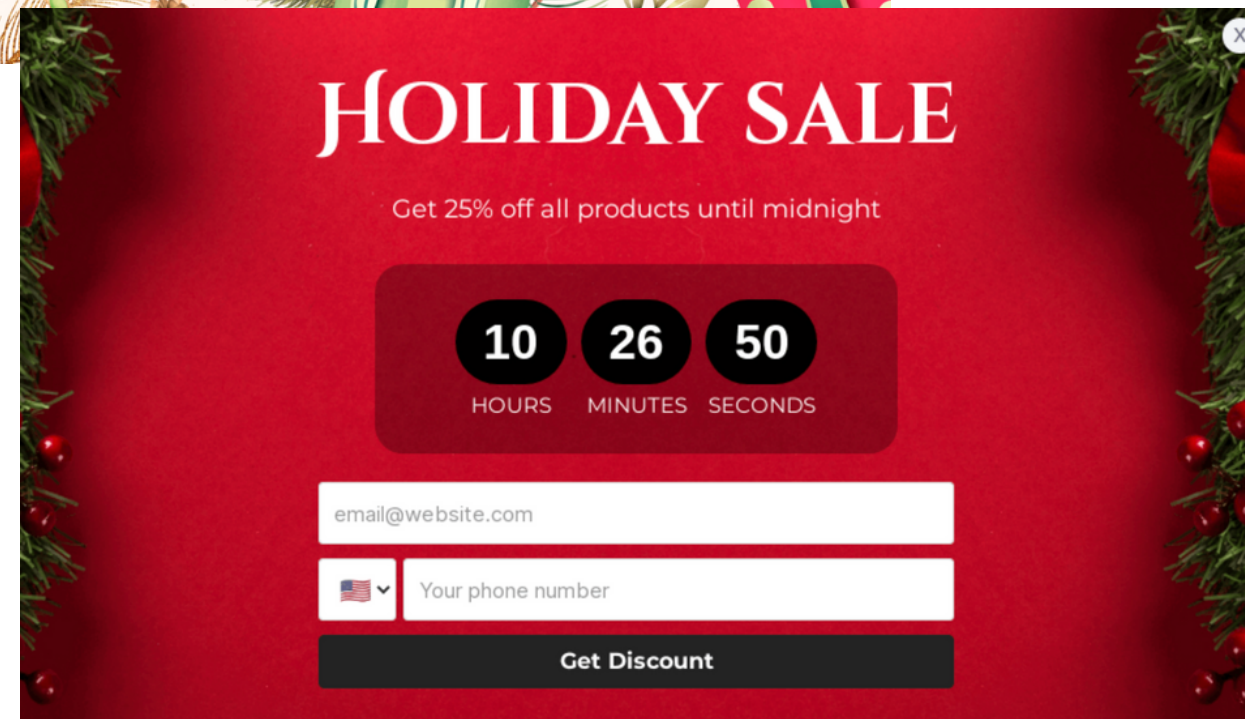 X
HOLIDAY SALE
Get 25% off all products until midnight
10 26 50
HOURS MINUTES SECONDS
email@website.com
Your phone number
Get Discount